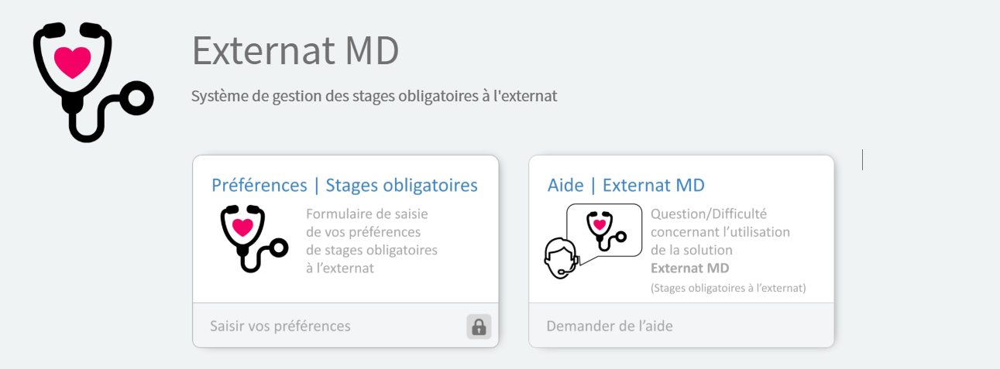 Externat MD
Système de gestion des stages obligatoires à l'externat
Préférences | Stages obligatoires
Formulaire de saisie
de vos préférences
de stages obligatoires
à l'externat
Saisir vos préférences
Aide | Externat MD
Question/Difficulté
concernant l'utilisation
de la solution
Externat MD
(Stages obligatoires à l'externat)
Demander de l'aide